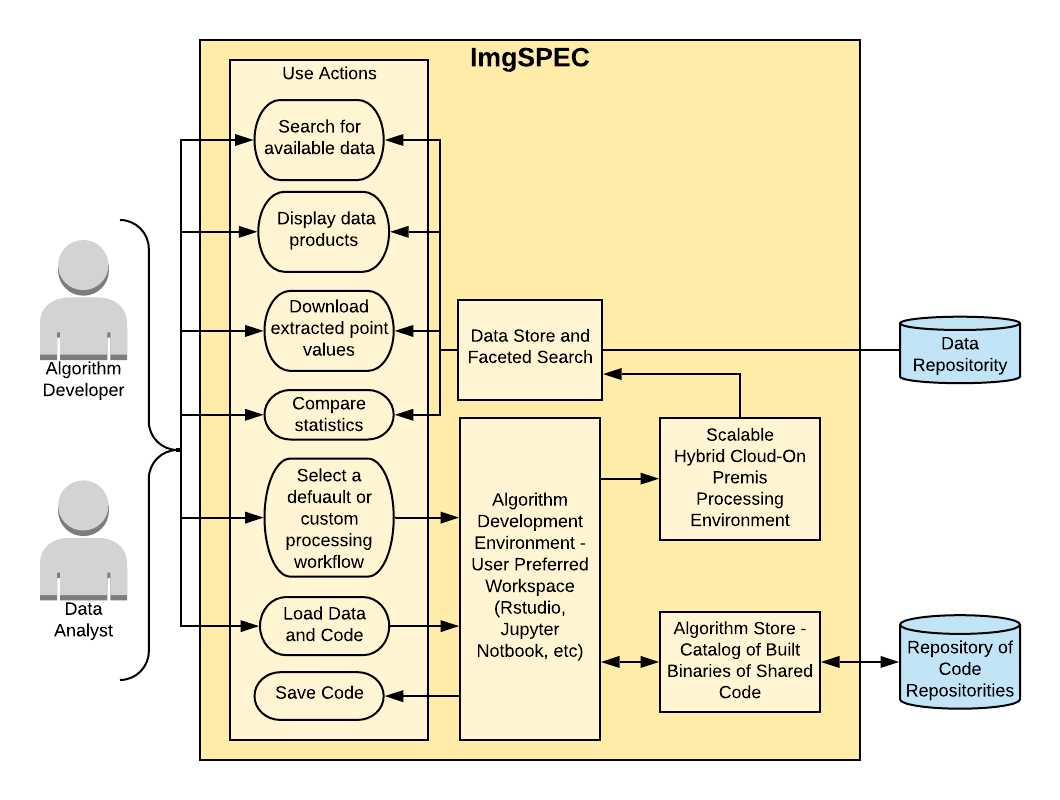 ImgSPEC
Use Actions
Search for
available data
Display data
products
Download
extracted point
values
Compare
statistics
Select a
defuault or
custom
processing
workflow
Load Data
and Code
Save Code
Algorithm
Developer
Data
Analyst
Data Store and
Faceted Search
Algorithm
Development
Environment -
User Preferred
Workspace
(Rstudio,
Jupyter
Notbook, etc)
Scalable
Hybrid Cloud-On
Premis
Processing
Environment
Algorithm Store -
Catalog of Built
Binaries of Shared
Code
Data
Repositority
Repository of
Code
Repositorities